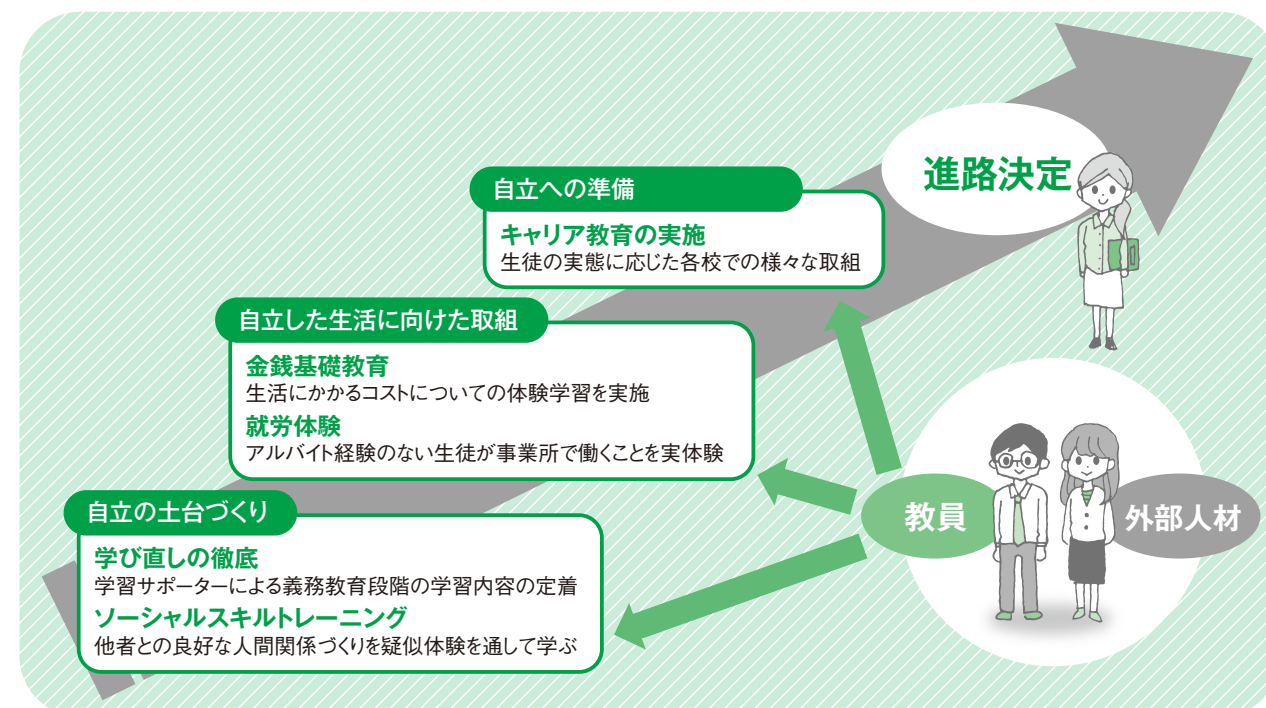 進路決定
自立への準備
キャリア教育の実施
生徒の実態に応じた各校での様々な取組
自立した生活に向けた取組
金銭基礎教育
生活にかかるコストについての体験学習を実施
就労体験
アルバイト経験のない生徒が事業所で働くことを実体験
自立の土台づくり
学び直しの徹底
学習サポーターによる義務教育段階の学習内容の定着
ソーシャルスキルトレーニング
他者との良好な人間関係づくりを疑似体験を通して学ぶ
教員
外部人材